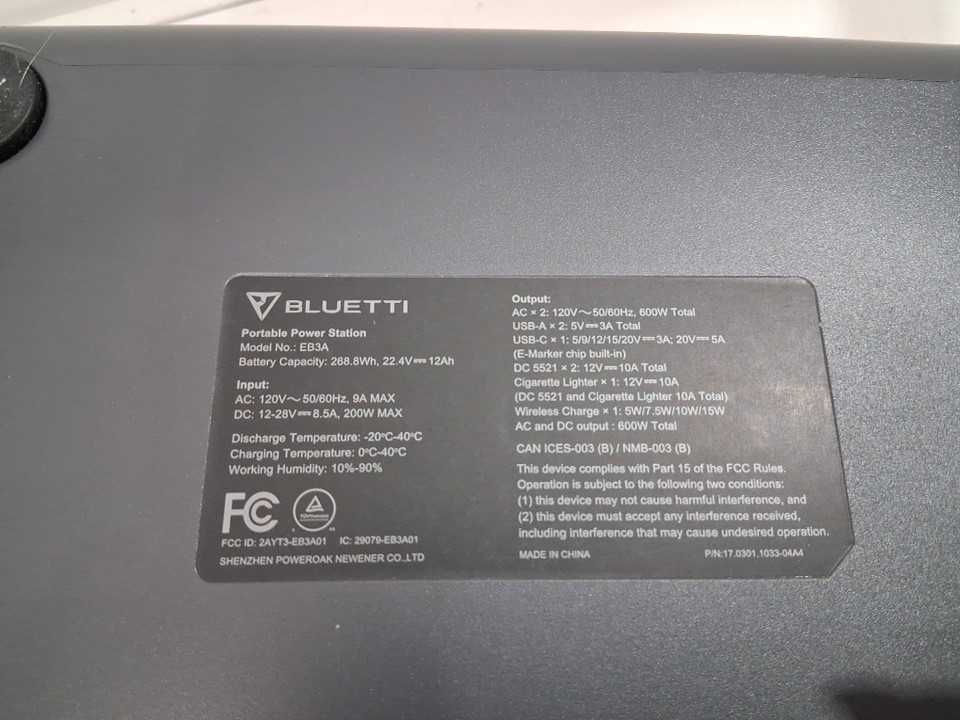 BLUETTI
Portable Power Station
Model No.: EB3A
Battery Capacity: 268.8Wh, 22.4V⎓12Ah
Input:
AC: 120V～50/60Hz, 9A MAX
DC: 12-28V⎓8.5A, 200W MAX
Discharge Temperature: -20°C-40°C
Charging Temperature: 0°C-40°C
Working Humidity: 10%-90%
FC
FCC ID: 2AYT3-EB3A01 IC: 29079-EB3A01
SHENZHEN POWEROAK NEWENER CO.,LTD
Output:
AC × 2: 120V～50/60Hz, 600W Total
USB-A × 2: 5V⎓3A Total
USB-C × 1: 5/9/12/15/20V⎓3A; 20V⎓5A
(E-Marker chip built-in)
DC 5521 × 2: 12V⎓10A Total
Cigarette Lighter × 1: 12V⎓10A
(DC 5521 and Cigarette Lighter 10A Total)
Wireless Charge × 1: 5W/7.5W/10W/15W
AC and DC output : 600W Total
CAN ICES-003 (B) / NMB-003 (B)
This device complies with Part 15 of the FCC Rules.
Operation is subject to the following two conditions:
(1) this device may not cause harmful interference, and
(2) this device must accept any interference received,
including interference that may cause undesired operation.
MADE IN CHINA P/N:17.0301.1033-04A4